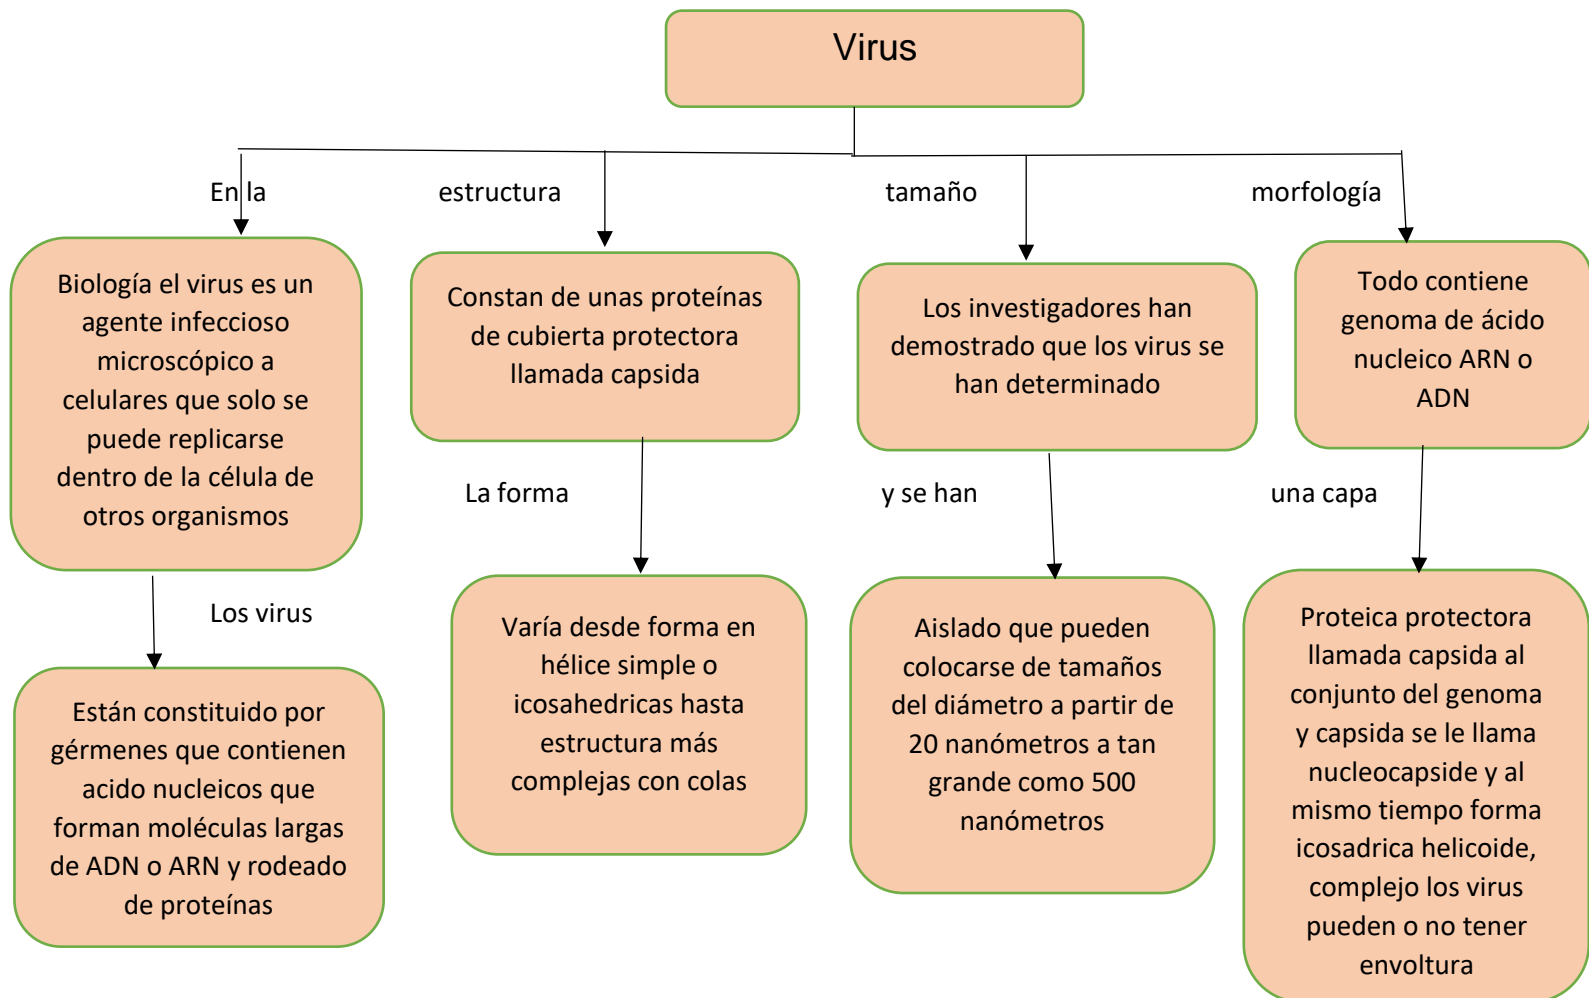 Virus
En la
estructura
tamaño
morfología
Biología el virus es un
agente infeccioso
microscópico a
celulares que solo se
puede replicarse
dentro de la célula de
otros organismos
Constan de unas proteínas
de cubierta protectora
llamada capsida
Los investigadores han
demostrado que los virus se
han determinado
Todo contiene
genoma de ácido
nucleico ARN o
ADN
Los virus
La forma
y se han
una capa
Están constituido por
gérmenes que contienen
acido nucleicos que
forman moléculas largas
de ADN o ARN y rodeado
de proteínas
Varía desde forma en
hélice simple o
icosahedricas hasta
estructura más
complejas con colas
Aislado que pueden
colocarse de tamaños
del diámetro a partir de
20 nanómetros a tan
grande como 500
nanómetros
Proteica protectora
llamada capsida al
conjunto del genoma
y capsida se le llama
nucleocapside y al
mismo tiempo forma
icosadrica helicoide,
complejo los virus
pueden o no tener
envoltura